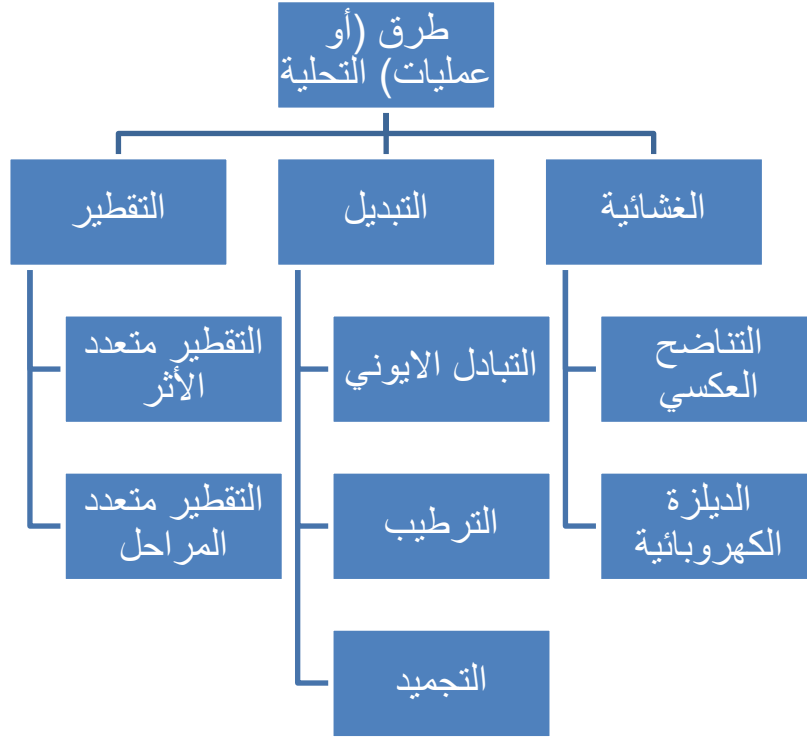 طرق (أو
عمليات) التحلية
الغشائية
التبديل
التقطير
التناضح
العكسي
التبادل الايوني
التقطير متعدد
الأثر
الديلزة
الكهروبائية
الترطيب
التقطير متعدد
المراحل
التجميد